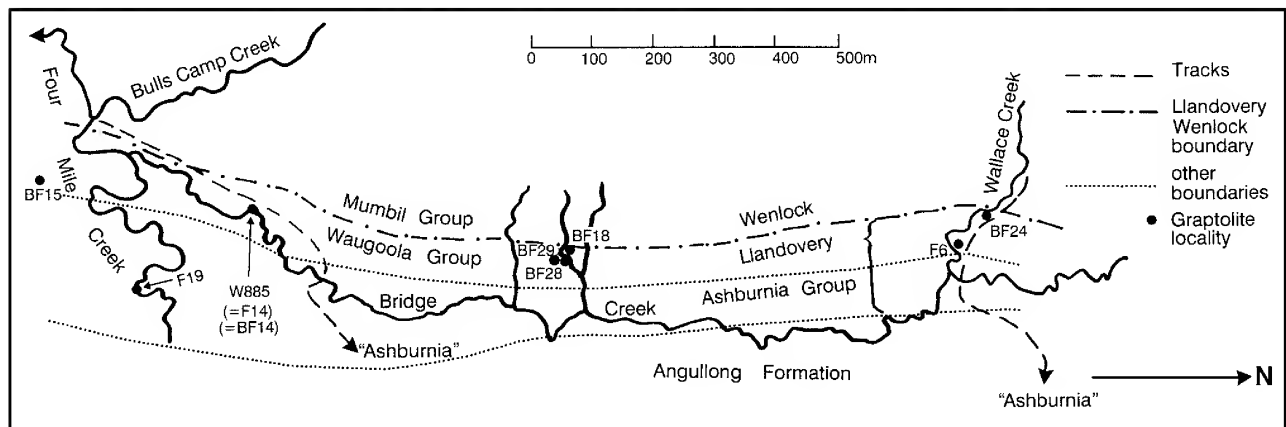 Four
Mile
Creek
Bulls Camp Creek
0 100 200 300 500m
Tracks
Llandovery
Wenlock
boundary
other
boundaries
Graptolite
locality
Wallace Creek
BF15
F19
W885
(=F14)
(=BF14)
Mumbil Group
Waugoola Group
Bridge
Creek
"Ashburnia"
BF29
BF18
BF28
Wenlock
Llandovery
Ashburnia Group
Angullong Formation
F6
BF24
"Ashburnia"
N